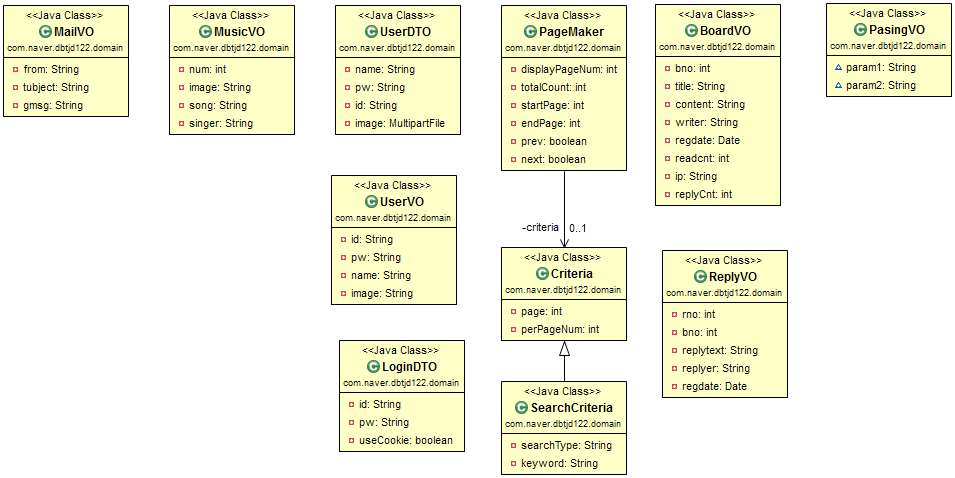 <<Java Class>>
MailVO
com.naver.dbtjd122.domain
from: String
tubject: String
gmsg: String
<<Java Class>>
MusicVO
com.naver.dbtjd122.domain
num: int
image: String
song: String
singer: String
<<Java Class>>
UserDTO
com.naver.dbtjd122.domain
name: String
pw: String
id: String
image: MultipartFile
<<Java Class>>
PageMaker
com.naver.dbtjd122.domain
displayPageNum: int
totalCount: int
startPage: int
endPage: int
prev: boolean
next: boolean
<<Java Class>>
BoardVO
com.naver.dbtjd122.domain
bno: int
title: String
content: String
writer: String
regdate: Date
readcnt: int
ip: String
replyCnt: int
<<Java Class>>
PasingVO
com.naver.dbtjd122.domain
param1: String
param2: String
<<Java Class>>
UserVO
com.naver.dbtjd122.domain
id: String
pw: String
name: String
image: String
-criteria 0..1
<<Java Class>>
Criteria
com.naver.dbtjd122.domain
page: int
perPageNum: int
<<Java Class>>
ReplyVO
com.naver.dbtjd122.domain
rno: int
bno: int
replytext: String
replyer: String
regdate: Date
<<Java Class>>
LoginDTO
com.naver.dbtjd122.domain
id: String
pw: String
useCookie: boolean
<<Java Class>>
SearchCriteria
com.naver.dbtjd122.domain
searchType: String
keyword: String